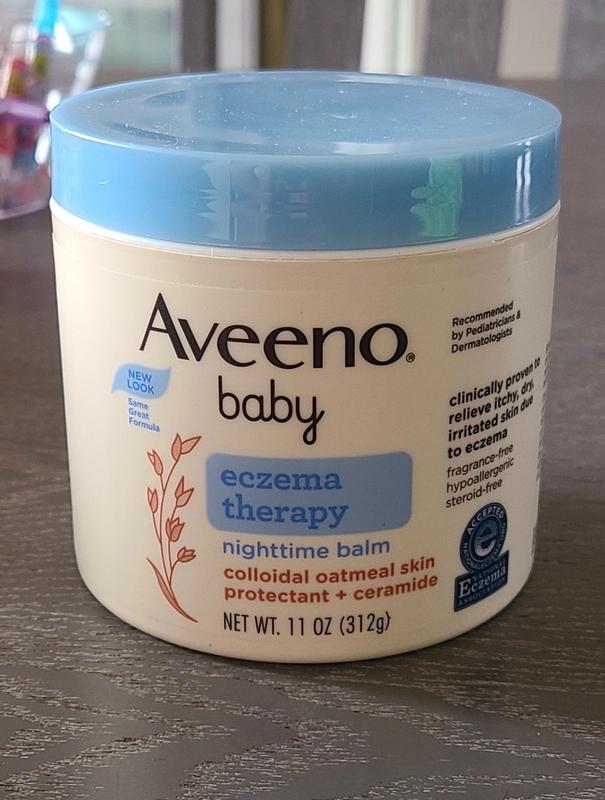 Aveeno®
baby
NEW
LOOK
Same
Great
Formula
eczema
therapy
nighttime balm
colloidal oatmeal skin
protectant + ceramide
NET WT. 11 OZ (312g)
Recommended
by Pediatricians &
Dermatologists
clinically proven to
relieve itchy, dry,
irritated skin due
to eczema
fragrance-free
hypoallergenic
steroid-free
ACCEPTED
e
NATIONAL
Eczema
ASSOCIATION